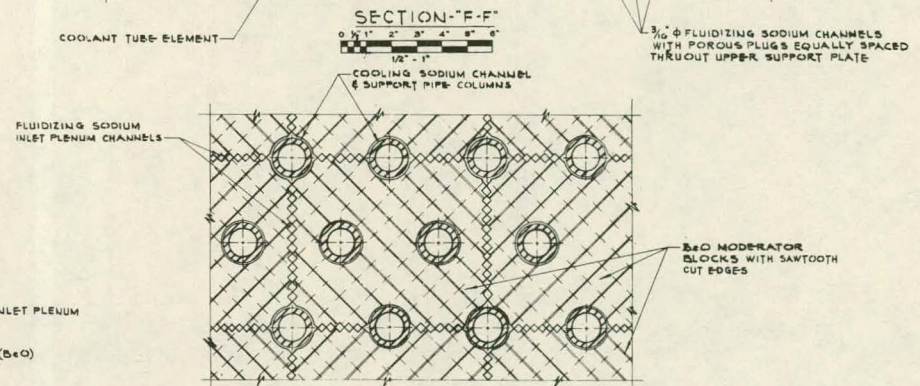 SECTION-"F-F"
COOLANT TUBE ELEMENT
0 ½ 1" 2" 3" 4" 5" 6"
1/2" - 1"
3/16" ϕ FLUIDIZING SODIUM CHANNELS
WITH POROUS PLUGS EQUALLY SPACED
THRUOUT UPPER SUPPORT PLATE
COOLING SODIUM CHANNEL
& SUPPORT PIPE COLUMNS
FLUIDIZING SODIUM
INLET PLENUM CHANNELS
BeO MODERATOR
BLOCKS WITH SAWTOOTH
CUT EDGES
NLET PLENUM
(BeO)